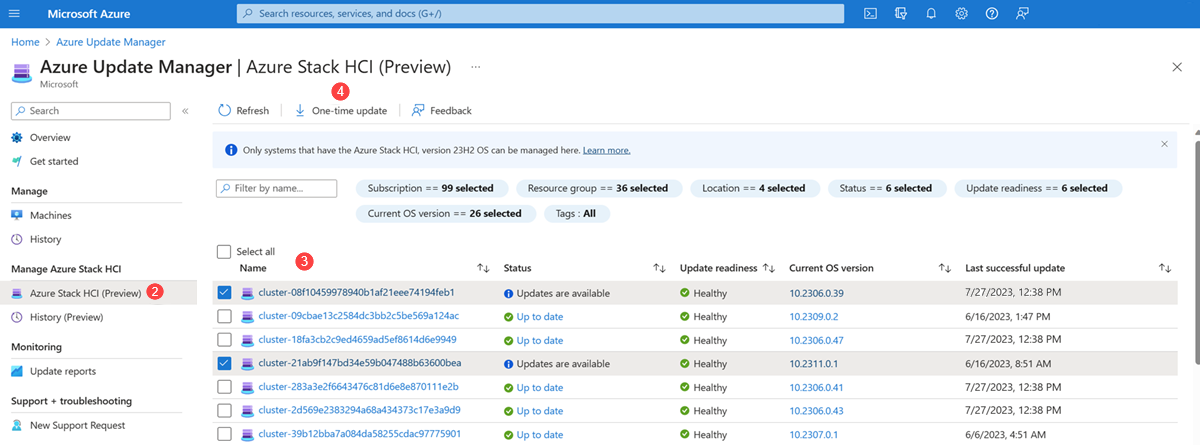 Microsoft Azure
Search resources, services, and docs (G+/)
Home > Azure Update Manager
Azure Update Manager | Azure Stack HCI (Preview) ...
Microsoft
Search
«
Overview
Get started
Manage
Machines
History
Manage Azure Stack HCI
Azure Stack HCI (Preview) 2
History (Preview)
Monitoring
Update reports
Support + troubleshooting
New Support Request
4
Refresh One-time update Feedback
Only systems that have the Azure Stack HCI, version 23H2 OS can be managed here. Learn more.
Filter by name... Subscription == 99 selected Resource group == 36 selected Location == 4 selected Status == 6 selected Update readiness == 6 selected
Current OS version == 26 selected Tags : All
Select all
3
Name Status Update readiness Current OS version Last successful update
cluster-08f10459978940b1af21eee74194feb1 Updates are available Healthy 10.2306.0.39 7/27/2023, 12:38 PM
cluster-09cbae13c2584dc3bb2c5be569a124ac Up to date Healthy 10.2309.0.2 6/16/2023, 1:47 PM
cluster-18fa3cb2c9ed4659ad5ef8614d6e9949 Up to date Healthy 10.2306.0.47 7/27/2023, 12:38 PM
cluster-21ab9f147bd34e59b047488b63600bea Updates are available Healthy 10.2311.0.1 6/16/2023, 8:51 AM
cluster-283a3e2f6643476c81d6e8e870111e2b Up to date Healthy 10.2306.0.41 7/27/2023, 12:38 PM
cluster-2d569e2383294a68a434373c17e3a9d9 Up to date Healthy 10.2306.0.43 7/27/2023, 12:38 PM
cluster-39b12bba7a084da58255cdac97775901 Up to date Healthy 10.2307.0.1 6/6/2023, 4:51 AM